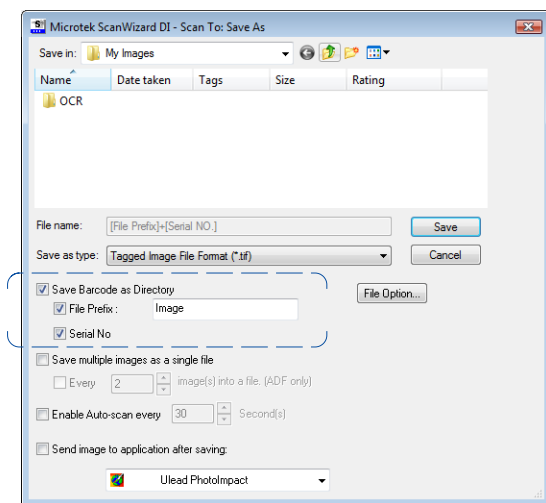 Microtek ScanWizard DI - Scan To: Save As
Save in: My Images
Name Date taken Tags Size Rating
OCR
File name: [File Prefix]+[Serial NO.] Save
Save as type: Tagged Image File Format (*.tif) Cancel
Save Barcode as Directory File Option...
File Prefix : Image
Serial No
Save multiple images as a single file
Every 2 image(s) into a file. (ADF only)
Enable Auto-scan every 30 Second(s)
Send image to application after saving:
Ulead PhotoImpact